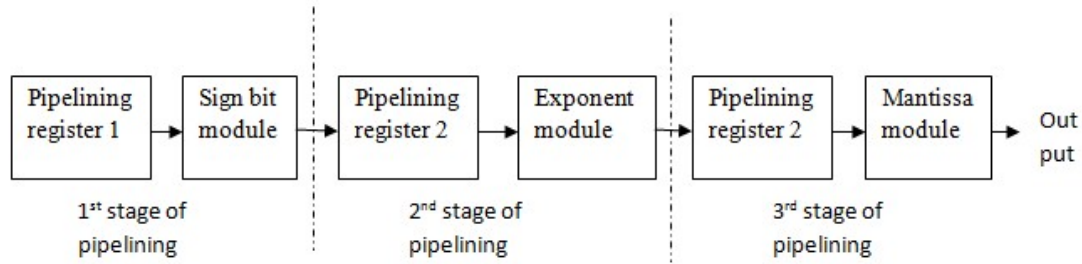 Pipelining
register 1
Sign bit
module
Pipelining
register 2
Exponent
module
Pipelining
register 2
Mantissa
module
Out
put
1st stage of
pipelining
2nd stage of
pipelining
3rd stage of
pipelining